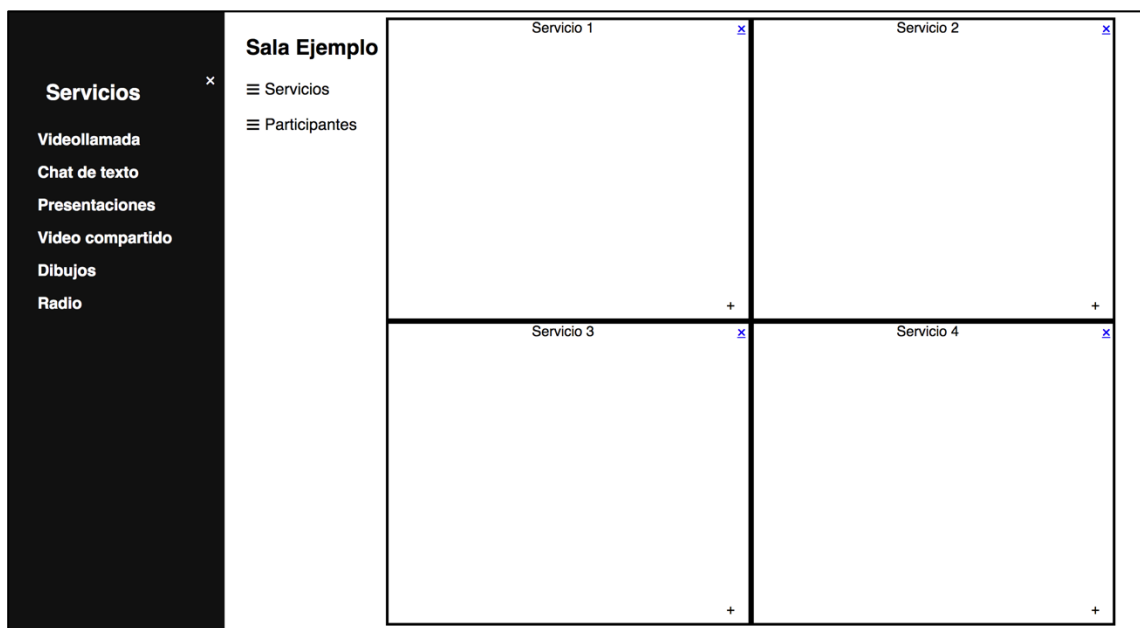 Servicios ×
Videollamada
Chat de texto
Presentaciones
Video compartido
Dibujos
Radio
Sala Ejemplo
☰ Servicios
☰ Participantes
Servicio 1 ×
+
Servicio 2 ×
+
Servicio 3 ×
+
Servicio 4 ×
+